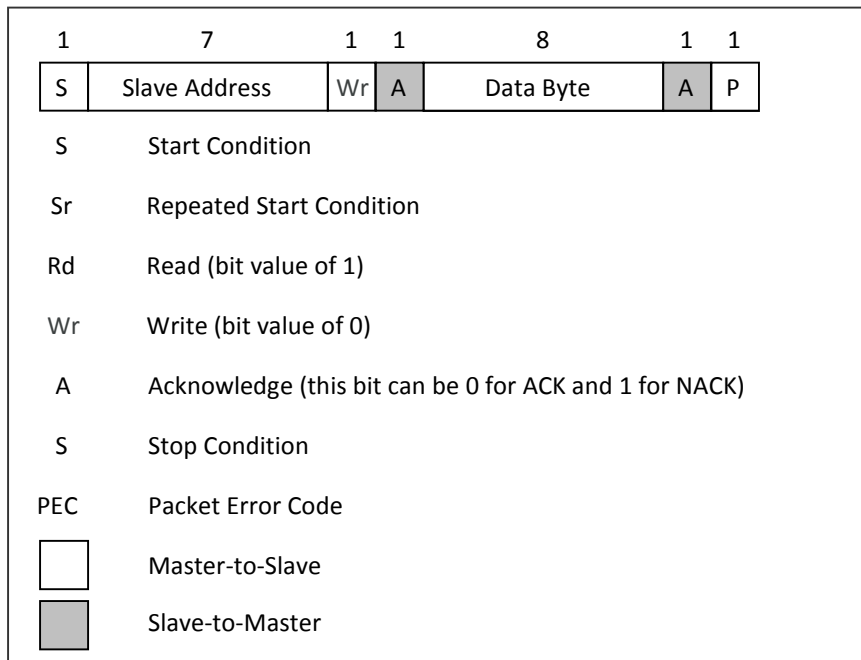 1 7 1 1 8 1 1
S Slave Address Wr A Data Byte A P
S Start Condition
Sr Repeated Start Condition
Rd Read (bit value of 1)
Wr Write (bit value of 0)
A Acknowledge (this bit can be 0 for ACK and 1 for NACK)
S Stop Condition
PEC Packet Error Code
Master-to-Slave
Slave-to-Master